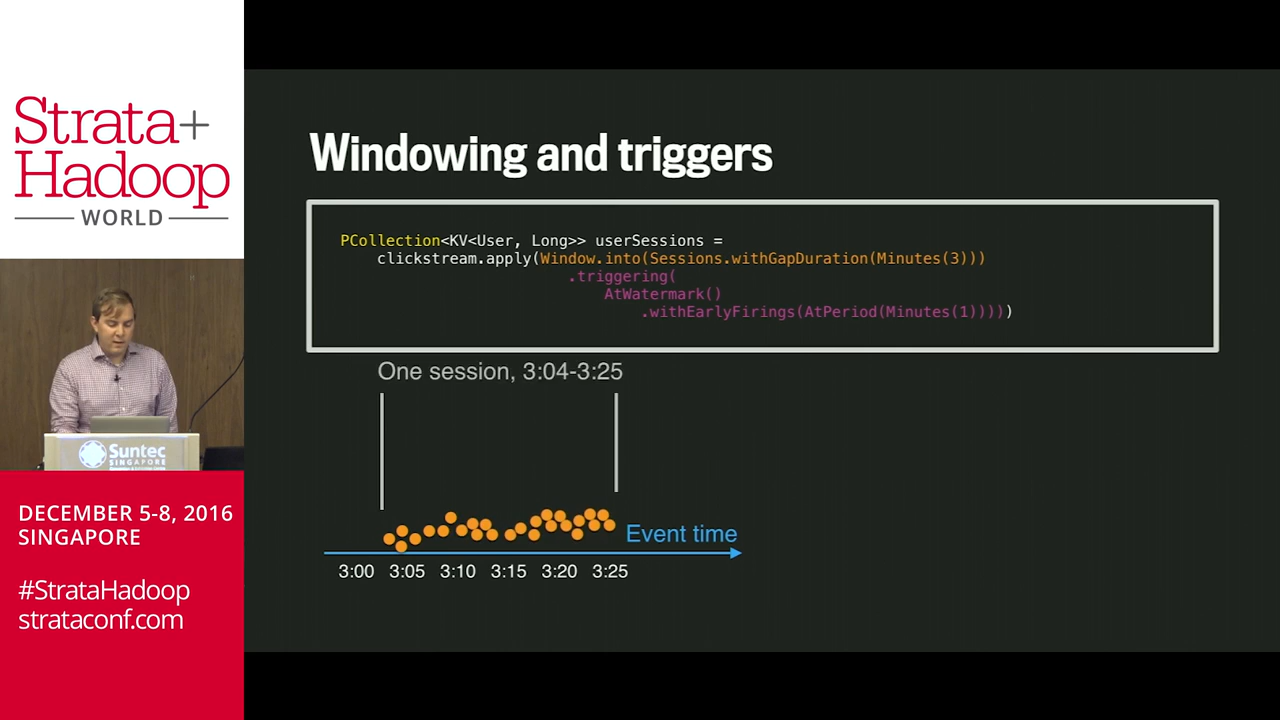 Strata+
Hadoop
WORLD
Suntec
SINGAPORE
DECEMBER 5-8, 2016
SINGAPORE
#StrataHadoop
strataconf.com
Windowing and triggers
PCollection<KV<User, Long>> userSessions =
clickstream.apply(Window.into(Sessions.withGapDuration(Minutes(3)))
.triggering(
AtWatermark()
.withEarlyFirings(AtPeriod(Minutes(1)))))
One session, 3:04-3:25
Event time
3:00 3:05 3:10 3:15 3:20 3:25